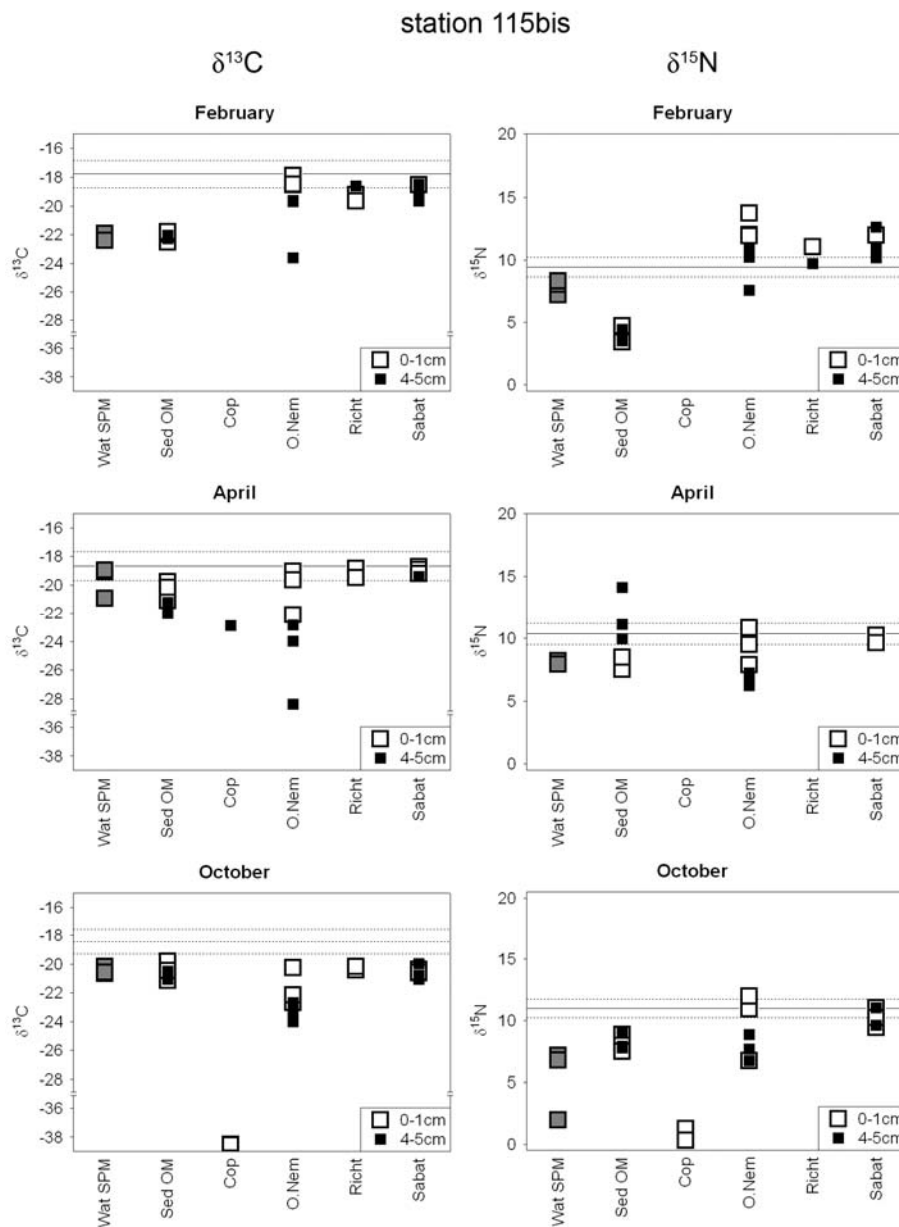 station 115bis
δ13C
δ15N
February
δ13C
-16
-18
-20
-22
-24
-26
-28
-36
-38
0-1cm
4-5cm
Wat SPM
Sed OM
Cop
O.Nem
Richt
Sabat
February
δ15N
20
15
10
5
0
0-1cm
4-5cm
Wat SPM
Sed OM
Cop
O.Nem
Richt
Sabat
April
δ13C
-16
-18
-20
-22
-24
-26
-28
-36
-38
0-1cm
4-5cm
Wat SPM
Sed OM
Cop
O.Nem
Richt
Sabat
April
δ15N
20
15
10
5
0
0-1cm
4-5cm
Wat SPM
Sed OM
Cop
O.Nem
Richt
Sabat
October
δ13C
-16
-18
-20
-22
-24
-26
-28
-36
-38
0-1cm
4-5cm
Wat SPM
Sed OM
Cop
O.Nem
Richt
Sabat
October
δ15N
20
15
10
5
0
0-1cm
4-5cm
Wat SPM
Sed OM
Cop
O.Nem
Richt
Sabat